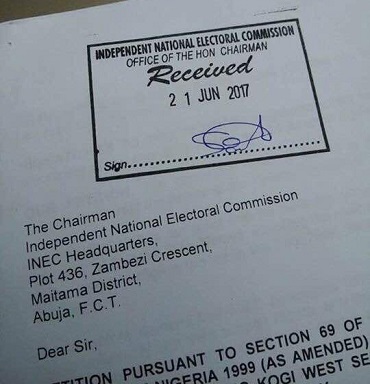 INDEPENDENT NATIONAL ELECTORAL COMMISSION
OFFICE OF THE HON CHAIRMAN
Received
21 JUN 2017
Sign
The Chairman
Independent National Electoral Commission
INEC Headquarters,
Plot 436, Zambezi Crescent,
Maitama District,
Abuja, F.C.T.
Dear Sir,
PURSUANT TO SECTION 69 OF
NIGERIA 1999 (AS AMENDED)
KOGI WEST